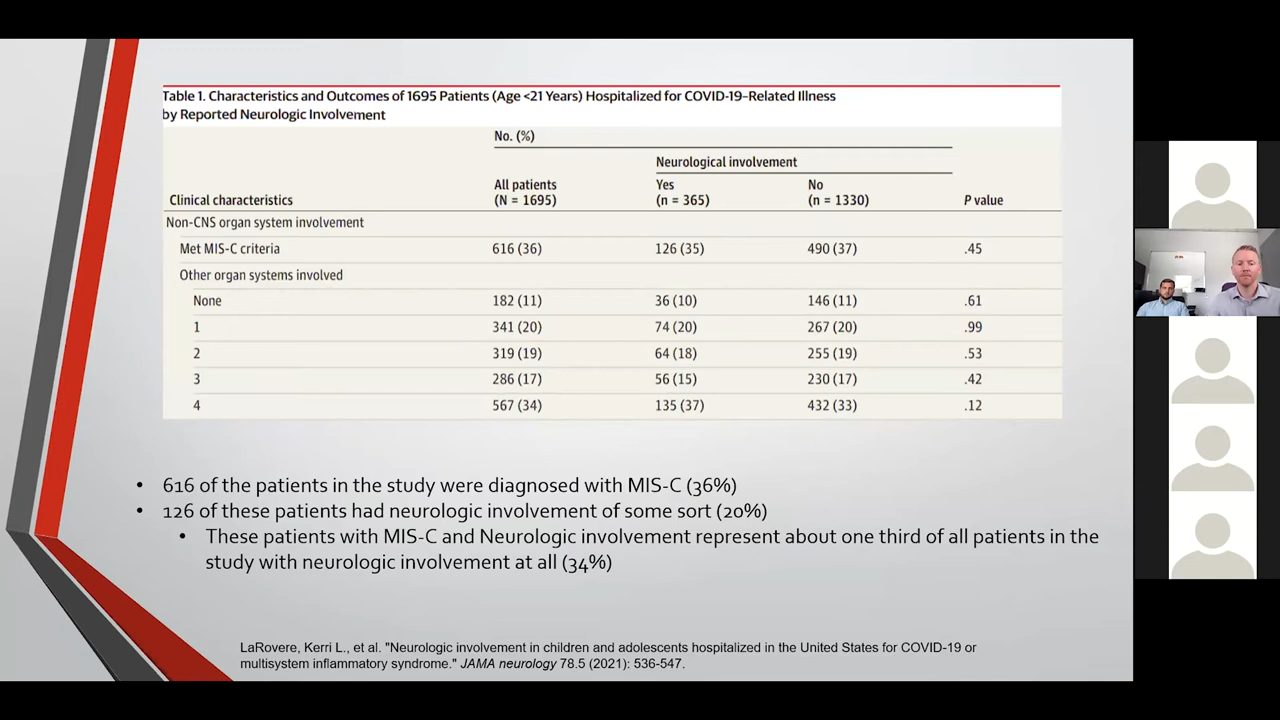 Table 1. Characteristics and Outcomes of 1695 Patients (Age <21 Years) Hospitalized for COVID-19–Related Illness
by Reported Neurologic Involvement
No. (%)
Neurological involvement
All patients Yes No
Clinical characteristics (N = 1695) (n = 365) (n = 1330) P value
Non-CNS organ system involvement
Met MIS-C criteria 616 (36) 126 (35) 490 (37) .45
Other organ systems involved
None 182 (11) 36 (10) 146 (11) .61
1 341 (20) 74 (20) 267 (20) .99
2 319 (19) 64 (18) 255 (19) .53
3 286 (17) 56 (15) 230 (17) .42
4 567 (34) 135 (37) 432 (33) .12
• 616 of the patients in the study were diagnosed with MIS-C (36%)
• 126 of these patients had neurologic involvement of some sort (20%)
• These patients with MIS-C and Neurologic involvement represent about one third of all patients in the
study with neurologic involvement at all (34%)
LaRovere, Kerri L., et al. "Neurologic involvement in children and adolescents hospitalized in the United States for COVID-19 or
multisystem inflammatory syndrome." JAMA neurology 78.5 (2021): 536-547.